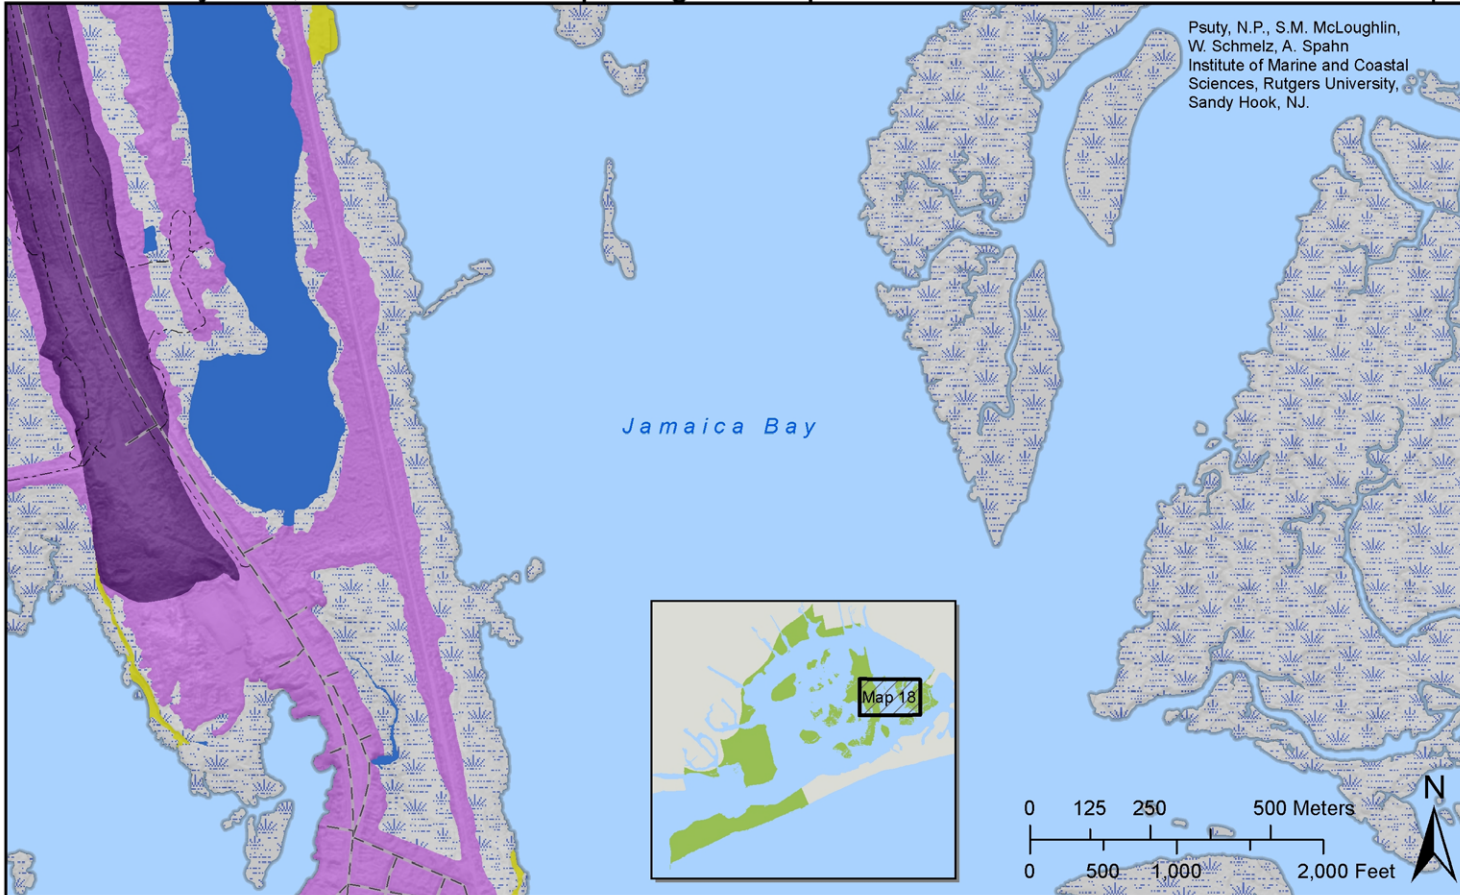 Psuty, N.P., S.M. McLoughlin,
W. Schmelz, A. Spahn
Institute of Marine and Coastal
Sciences, Rutgers University,
Sandy Hook, NJ.
Jamaica Bay
Map 18
N
0 125 250 500 Meters
0 500 1,000 2,000 Feet